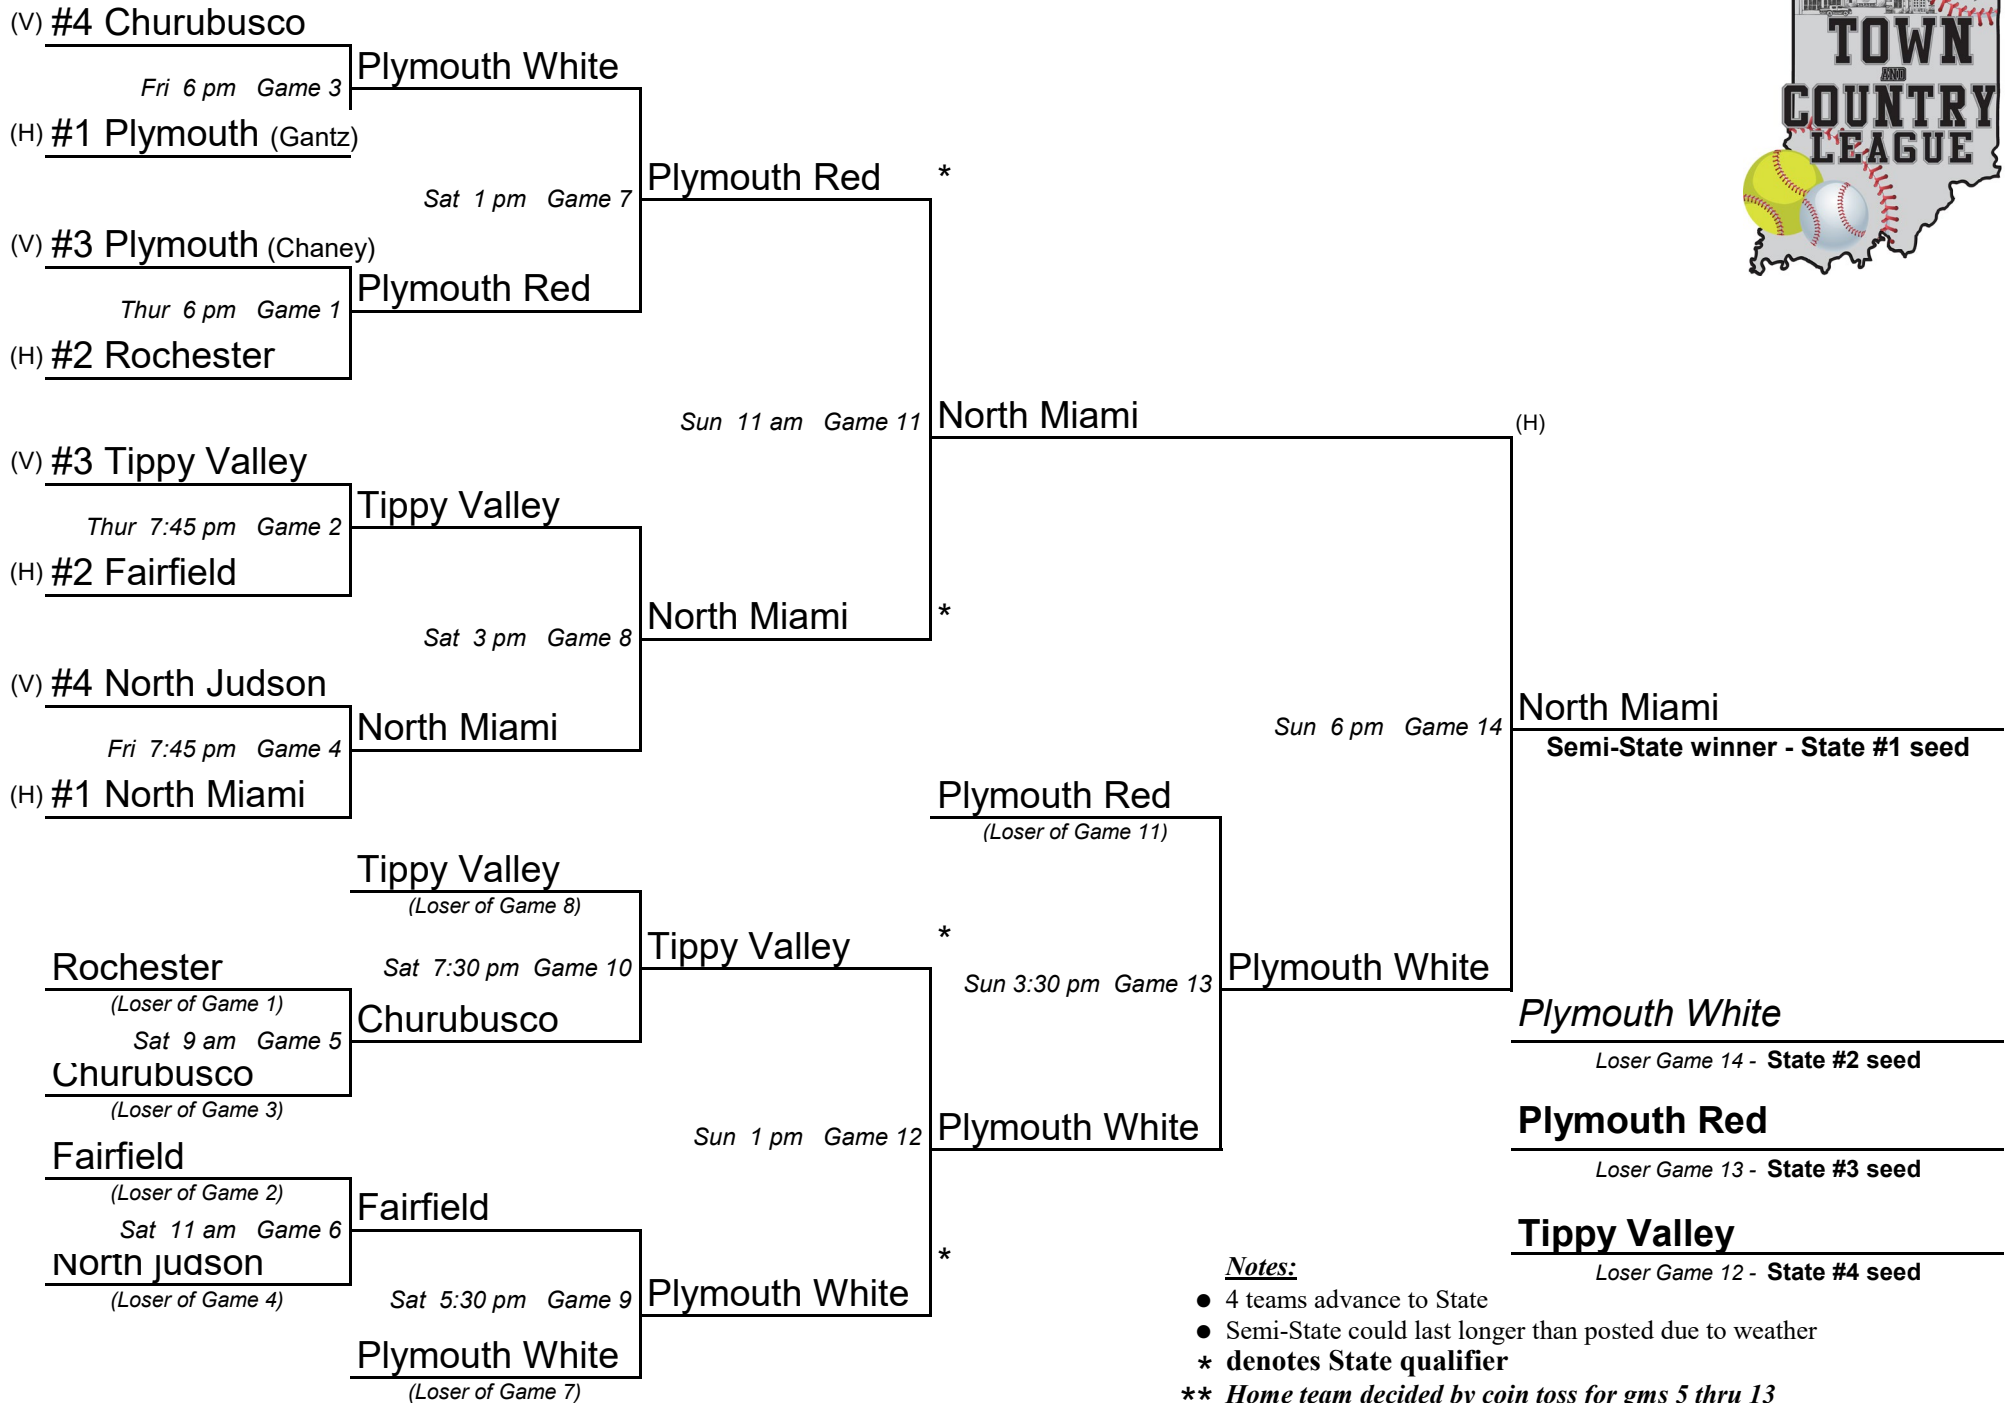 (V) #4 Churubusco
Fri 6 pm Game 3
(H) #1 Plymouth (Gantz)
Plymouth White
Sat 1 pm Game 7
(V) #3 Plymouth (Chaney)
Thur 6 pm Game 1
(H) #2 Rochester
Plymouth Red
Plymouth Red *
Sun 11 am Game 11
(V) #3 Tippy Valley
Thur 7:45 pm Game 2
(H) #2 Fairfield
Tippy Valley
Sat 3 pm Game 8
North Miami *
(V) #4 North Judson
Fri 7:45 pm Game 4
(H) #1 North Miami
North Miami
North Miami (H)
Sun 6 pm Game 14
North Miami
Semi-State winner - State #1 seed
Plymouth Red
(Loser of Game 11)
Tippy Valley
(Loser of Game 8)
Sat 7:30 pm Game 10
Rochester
(Loser of Game 1)
Sat 9 am Game 5
Churubusco
(Loser of Game 3)
Churubusco
Tippy Valley *
Sun 3:30 pm Game 13
Plymouth White
Fairfield
(Loser of Game 2)
Sat 11 am Game 6
North judson
(Loser of Game 4)
Fairfield
Sat 5:30 pm Game 9
Plymouth White
(Loser of Game 7)
Sun 1 pm Game 12
Plymouth White
*
Plymouth White
Plymouth White
Loser Game 14 - State #2 seed
Plymouth Red
Loser Game 13 - State #3 seed
Tippy Valley
Loser Game 12 - State #4 seed
Notes:
● 4 teams advance to State
● Semi-State could last longer than posted due to weather
* denotes State qualifier
** Home team decided by coin toss for gms 5 thru 13
TOWN
AND
COUNTRY
LEAGUE